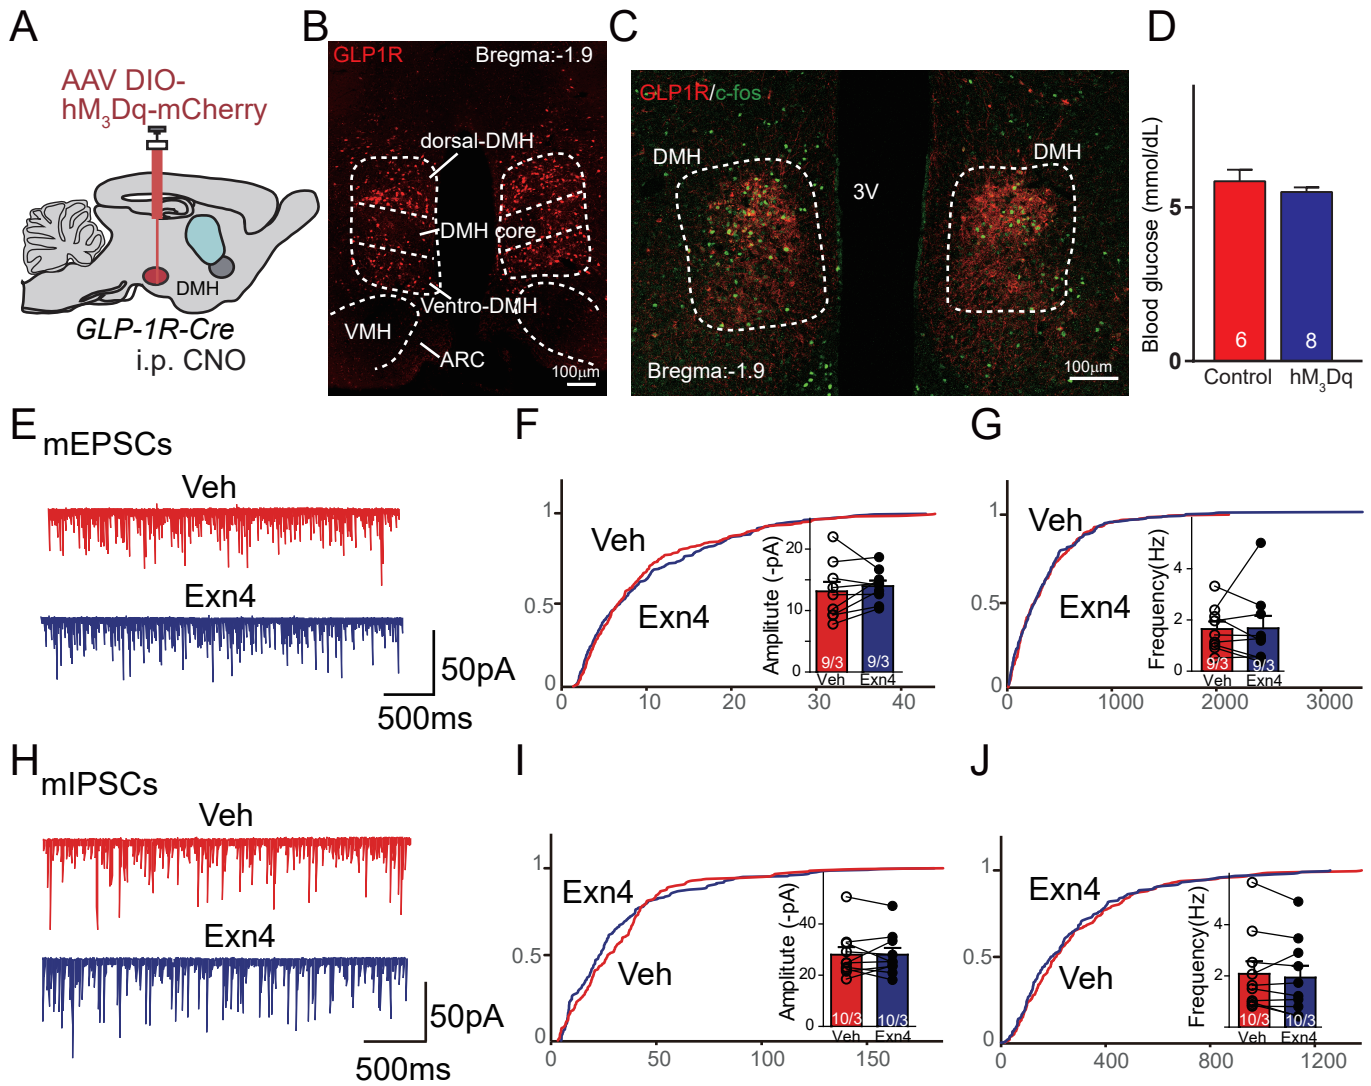 A
AAV DIO-
hM3Dq-mCherry
DMH
GLP-1R-Cre
i.p. CNO
B
GLP1R
Bregma:-1.9
dorsal-DMH
DMH core
Ventro-DMH
VMH
ARC
100μm
C
GLP1R/c-fos
DMH
DMH
3V
Bregma:-1.9
100μm
D
Blood glucose (mmol/dL)
5
0
6
8
Control
hM3Dq
E
mEPSCs
Veh
Exn4
50pA
500ms
F
1
0.5
0
Veh
Exn4
Amplitude (-pA)
20
10
0
9/3
9/3
Veh
Exn4
0
10
20
30
40
G
1
0.5
0
Veh
Exn4
Frequency(Hz)
4
2
0
9/3
9/3
Veh
Exn4
0
1000
2000
3000
H
mIPSCs
Veh
Exn4
50pA
500ms
I
1
0.5
0
Exn4
Veh
Amplitude (-pA)
40
20
0
10/3
10/3
Veh
Exn4
0
50
100
150
J
1
0.5
0
Exn4
Veh
Frequency(Hz)
4
2
10/3
10/3
Veh
Exn4
0
400
800
1200